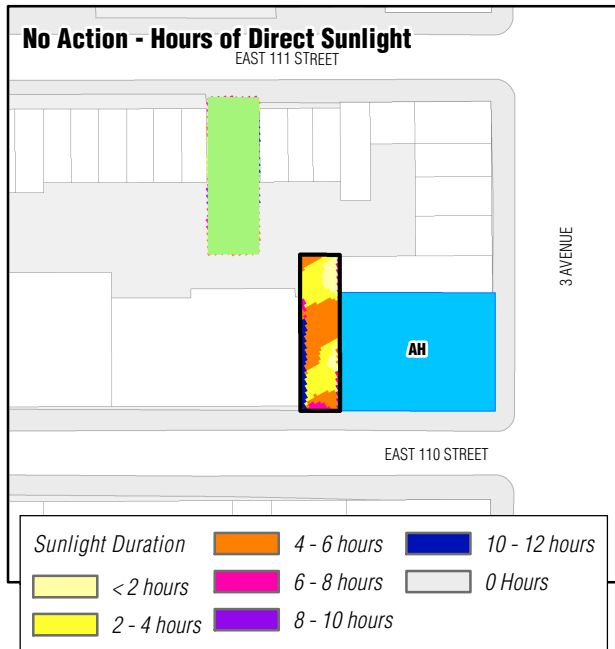 No Action - Hours of Direct Sunlight
EAST 111 STREET
3 AVENUE
AH
EAST 110 STREET
Sunlight Duration
< 2 hours
2 - 4 hours
4 - 6 hours
6 - 8 hours
8 - 10 hours
10 - 12 hours
0 Hours